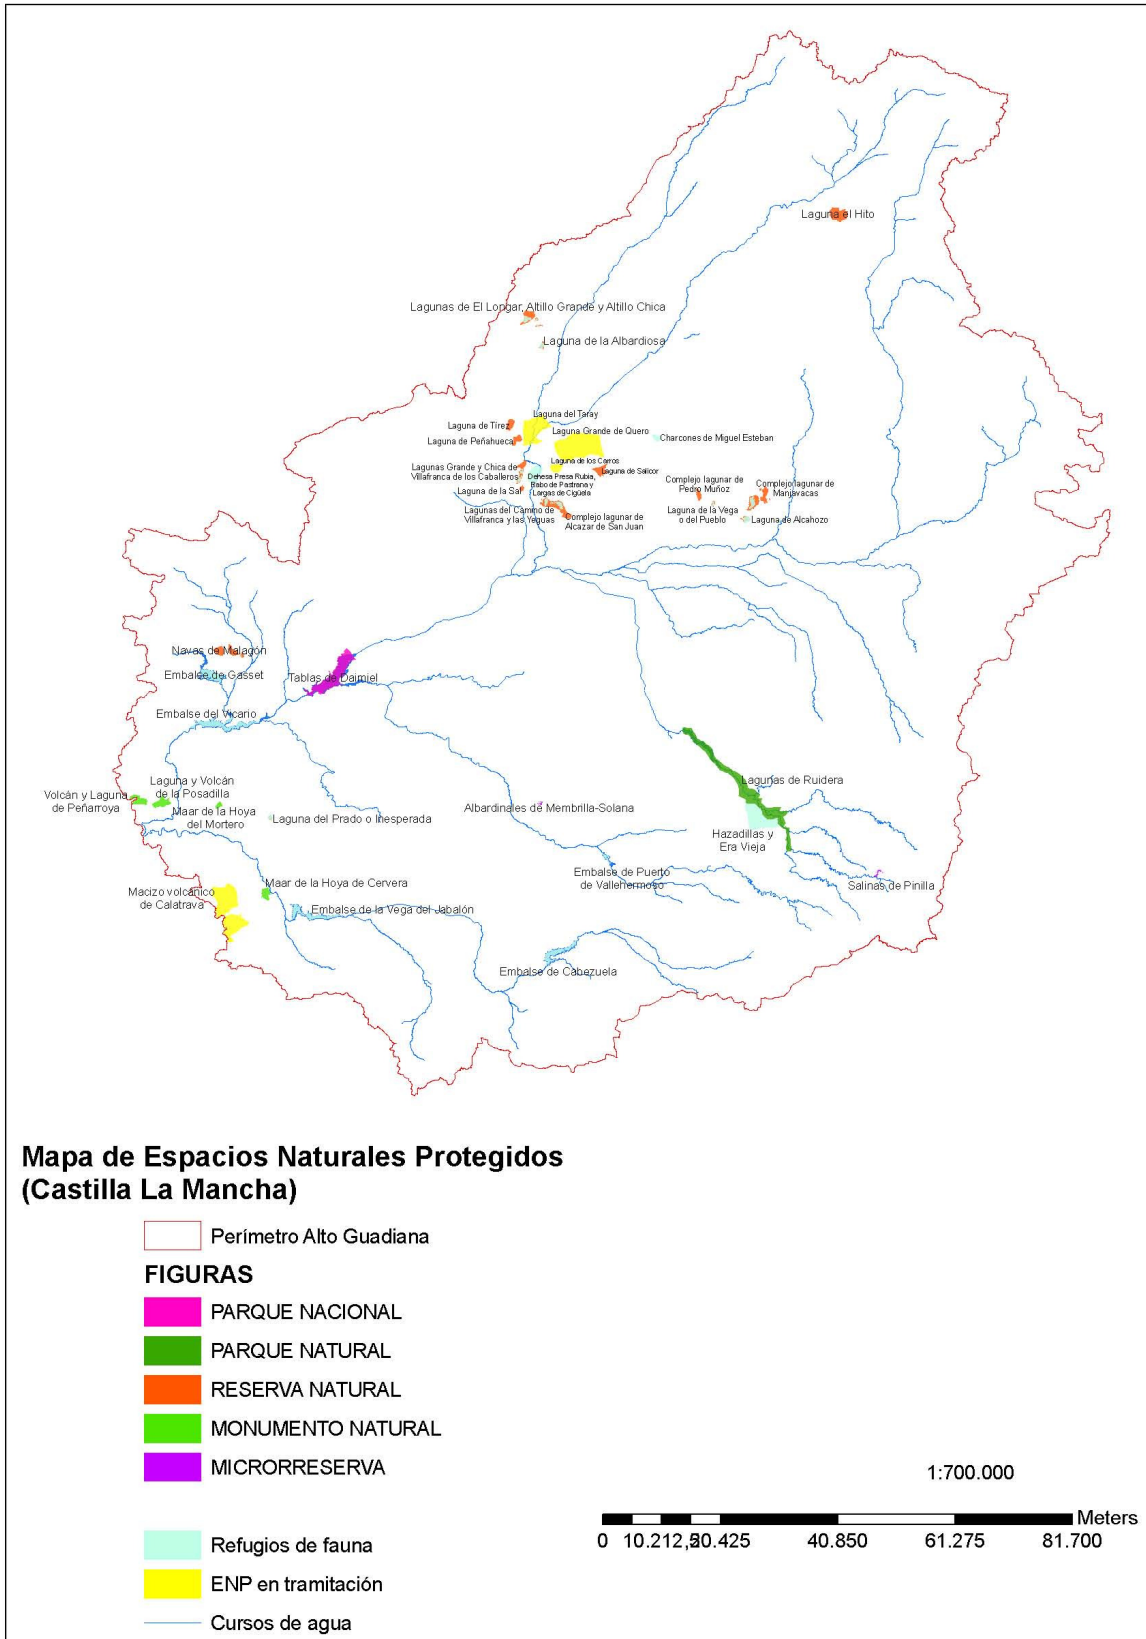 Laguna el Hito
Lagunas de El Longar, Altillo Grande y Altillo Chica
Laguna de la Albardiosa
Laguna del Taray
Laguna de Tírez
Laguna Grande de Quero
Laguna de Peñahueca
Charcones de Miguel Esteban
Laguna de los Carros
Lagunas Grande y Chica de
Villafranca de los Caballeros
Laguna de Salicor
Dehesa Presa Rubia,
Rabo de Pastrana y
Largas de Cigüela
Laguna de la Sal
Complejo lagunar de
Pedro Muñoz
Complejo lagunar de
Manjavacas
Lagunas del Camino de
Villafranca y las Yeguas
Complejo lagunar de
Alcazar de San Juan
Laguna de la Vega
o del Pueblo
Laguna de Alcahozo
Navas de Malagón
Embalse de Gasset
Tablas de Daimiel
Embalse del Vicario
Laguna y Volcán
de la Posadilla
Volcán y Laguna
de Peñarroya
Maar de la Hoya
del Mortero
Laguna del Prado o Inesperada
Albardinales de Membrilla-Solana
Lagunas de Ruidera
Hazadillas y
Era Vieja
Embalse de Puerto
de Vallehermoso
Salinas de Pinilla
Macizo volcánico
de Calatrava
Maar de la Hoya de Cervera
Embalse de la Vega del Jabalón
Embalse de Cabezuela
Mapa de Espacios Naturales Protegidos
(Castilla La Mancha)
Perímetro Alto Guadiana
FIGURAS
PARQUE NACIONAL
PARQUE NATURAL
RESERVA NATURAL
MONUMENTO NATURAL
MICRORRESERVA
Refugios de fauna
ENP en tramitación
Cursos de agua
1:700.000
Meters
0 10.212,5 20.425 40.850 61.275 81.700